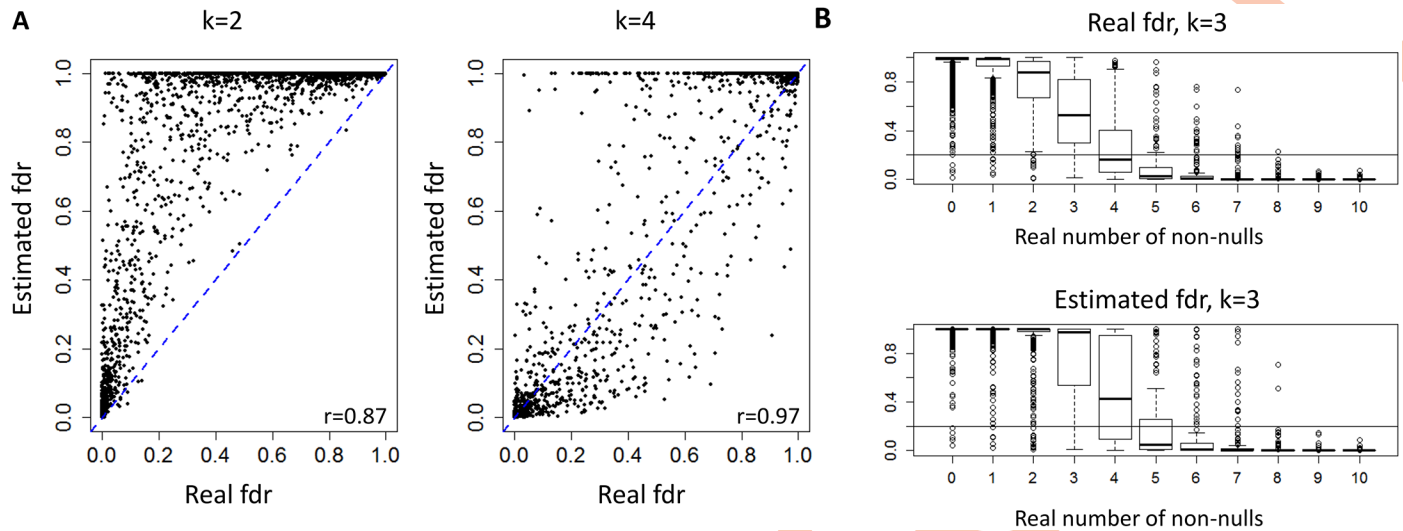 A
k=2
1.0
0.8
0.6
0.4
0.2
0.0
Estimated fdr
r=0.87
0.0 0.2 0.4 0.6 0.8 1.0
Real fdr
k=4
1.0
0.8
0.6
0.4
0.2
0.0
Estimated fdr
r=0.97
0.0 0.2 0.4 0.6 0.8 1.0
Real fdr
B
Real fdr, k=3
0.8
0.4
0.0
0 1 2 3 4 5 6 7 8 9 10
Real number of non-nulls
Estimated fdr, k=3
0.8
0.4
0.0
0 1 2 3 4 5 6 7 8 9 10
Real number of non-nulls